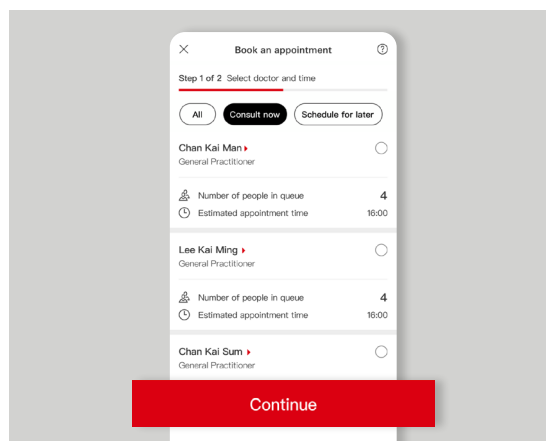 Book an appointment
Step 1 of 2 Select doctor and time
All Consult now Schedule for later
Chan Kai Man
General Practitioner
Number of people in queue 4
Estimated appointment time 16:00
Lee Kai Ming
General Practitioner
Number of people in queue 4
Estimated appointment time 16:00
Chan Kai Sum
General Practitioner
Continue